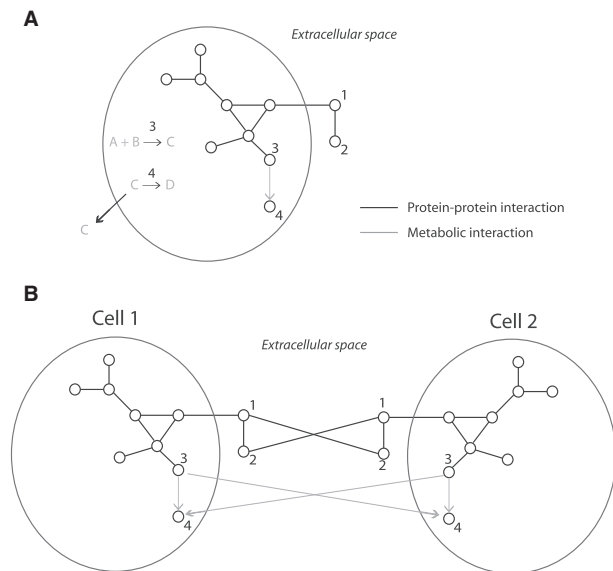 A
Extracellular space
1
3
A + B → C
3
2
4
C → D
4
C
Protein-protein interaction
Metabolic interaction
B
Cell 1
Cell 2
Extracellular space
1
1
2
2
3
3
4
4